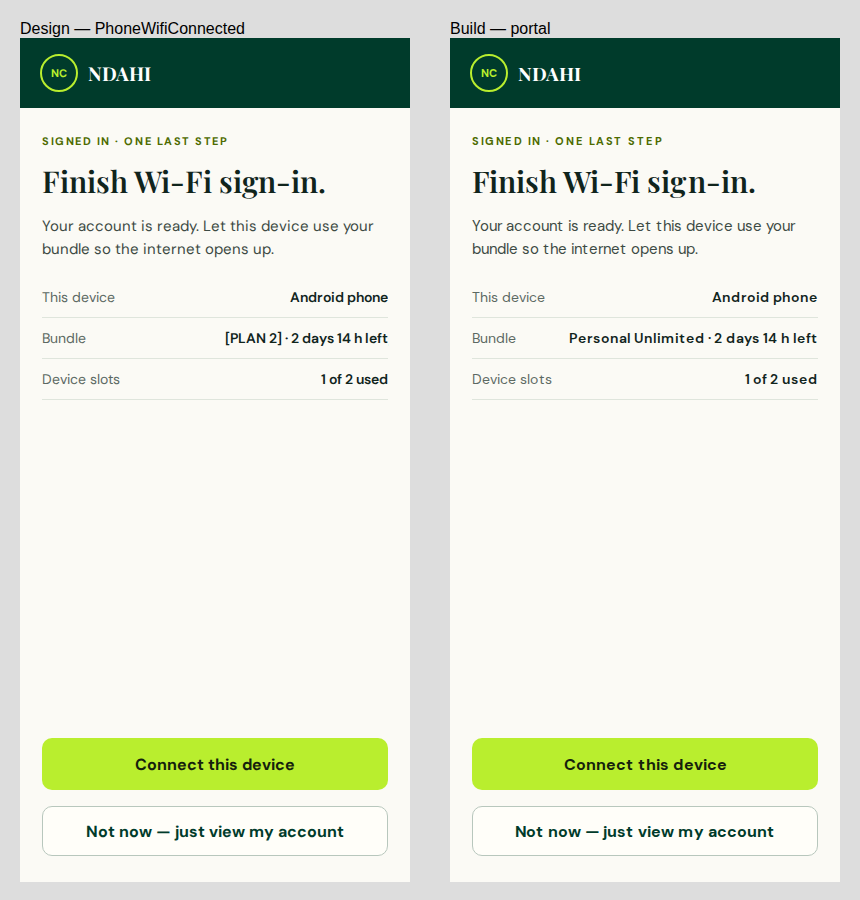 Design — PhoneWifiConnected
NC
NDAHI
SIGNED IN · ONE LAST STEP
Finish Wi-Fi sign-in.
Your account is ready. Let this device use your
bundle so the internet opens up.
This device Android phone
Bundle [PLAN 2] · 2 days 14 h left
Device slots 1 of 2 used
Connect this device
Not now — just view my account
Build — portal
NC
NDAHI
SIGNED IN · ONE LAST STEP
Finish Wi-Fi sign-in.
Your account is ready. Let this device use your
bundle so the internet opens up.
This device Android phone
Bundle Personal Unlimited · 2 days 14 h left
Device slots 1 of 2 used
Connect this device
Not now — just view my account